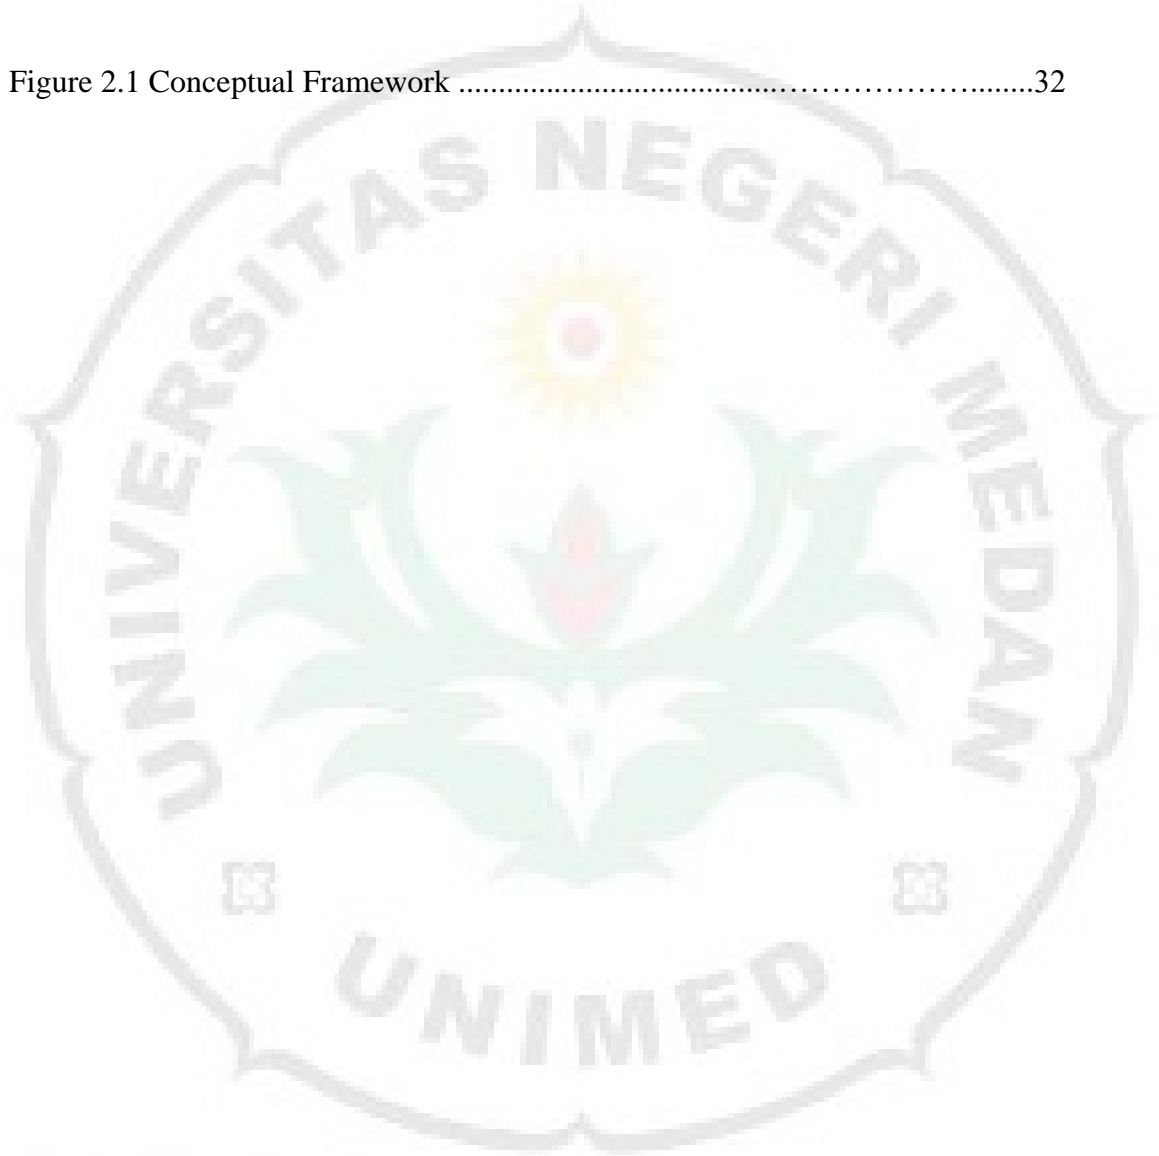 Figure 2.1 Conceptual Framework ........................................…………………........32
UNIVERSITAS NEGERI MEDAN
UNIMED